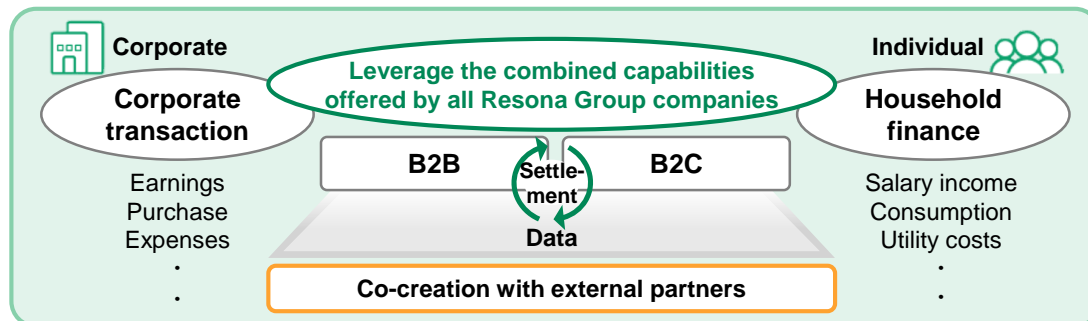 Corporate
Individual
Leverage the combined capabilities
offered by all Resona Group companies
Corporate
transaction
Household
finance
B2B
B2C
Settle-
ment
Earnings
Purchase
Expenses
.
.
Salary income
Consumption
Utility costs
.
.
Data
Co-creation with external partners